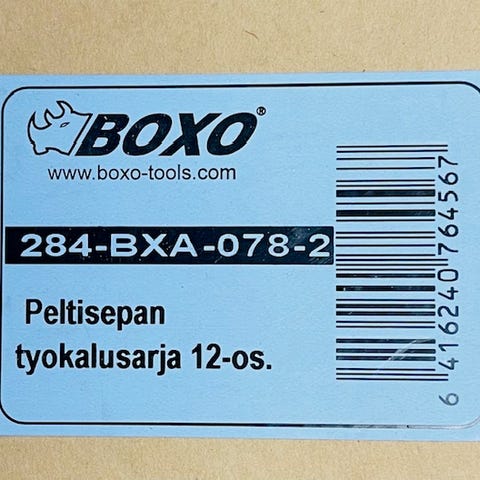 BOXO®
www.boxo-tools.com
284-BXA-078-2
Peltisepan
tyokalusarja 12-os.
6 416240 764567